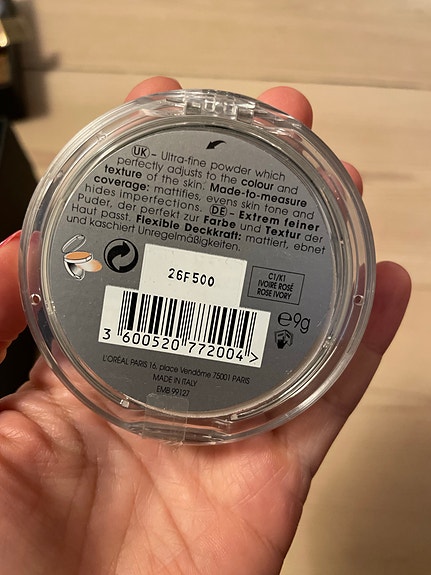 UK - Ultra-fine powder which
perfectly adjusts to the colour and
texture of the skin. Made-to-measure
coverage: mattifies, evens skin tone and
hides imperfections. DE - Extrem feiner
Puder, der perfekt zur Farbe und Textur der
Haut passt. Flexible Deckkraft: mattiert, ebnet
und kaschiert Unregelmäßigkeiten.
26F500
C1/K1
IVOIRE ROSÉ
ROSE IVORY
3 600520 772004 >
e9g
L'ORÉAL PARIS 16, place Vendôme 75001 PARIS
MADE IN ITALY
EMB 99127